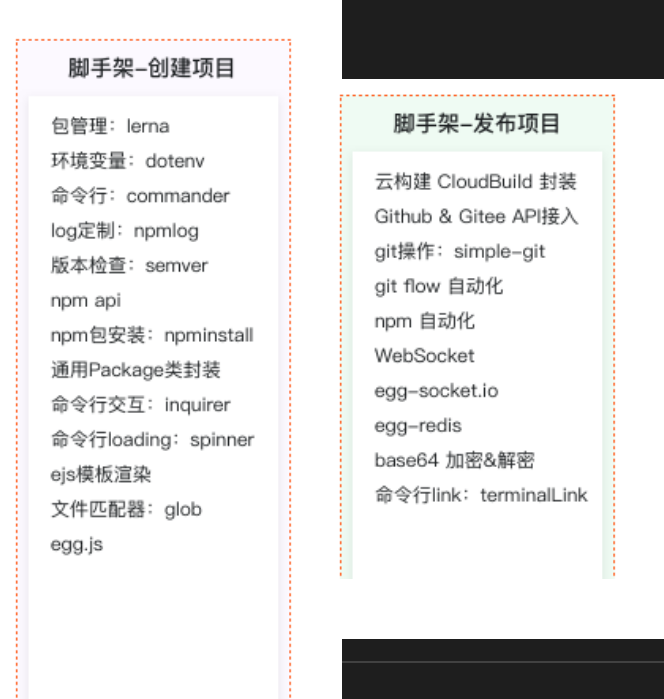 脚手架-创建项目
包管理：lerna
环境变量：dotenv
命令行：commander
log定制：npmlog
版本检查：semver
npm api
npm包安装：npminstall
通用Package类封装
命令行交互：inquirer
命令行loading：spinner
ejs模板渲染
文件匹配器：glob
egg.js
脚手架-发布项目
云构建 CloudBuild 封装
Github & Gitee API接入
git操作：simple-git
git flow 自动化
npm 自动化
WebSocket
egg-socket.io
egg-redis
base64 加密&解密
命令行link：terminalLink